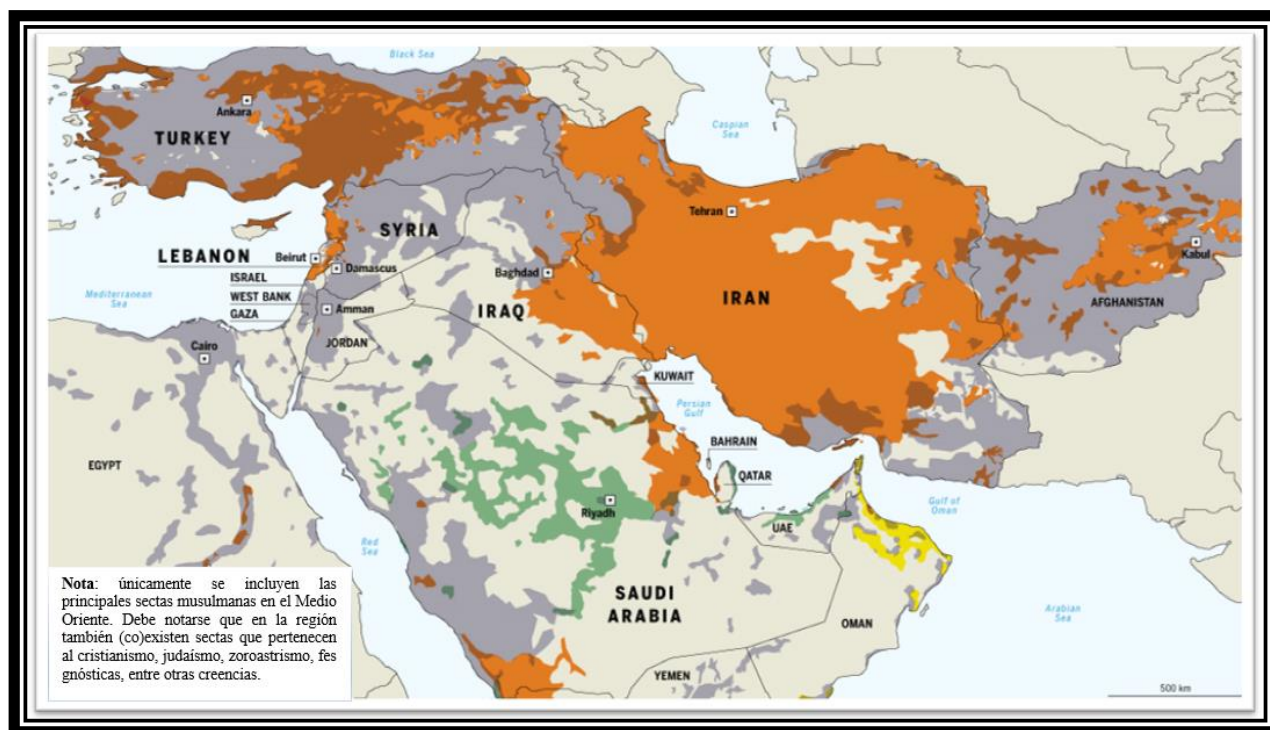 Black Sea
Ankara
TURKEY
Caspian
Sea
Tehran
SYRIA
LEBANON
Beirut
Damascus
ISRAEL
WEST BANK
GAZA
Amman
JORDAN
Mediterranean
Sea
Baghdad
IRAQ
IRAN
Kabul
AFGHANISTAN
Cairo
EGYPT
KUWAIT
Persian
Gulf
BAHRAIN
QATAR
Riyadh
UAE
Gulf of
Oman
Red
Sea
SAUDI
ARABIA
OMAN
Arabian
Sea
YEMEN
500 km
Nota: únicamente se incluyen las
principales sectas musulmanas en el Medio
Oriente. Debe notarse que en la región
también (co)existen sectas que pertenecen
al cristianismo, judaísmo, zoroastrismo, fes
gnósticas, entre otras creencias.